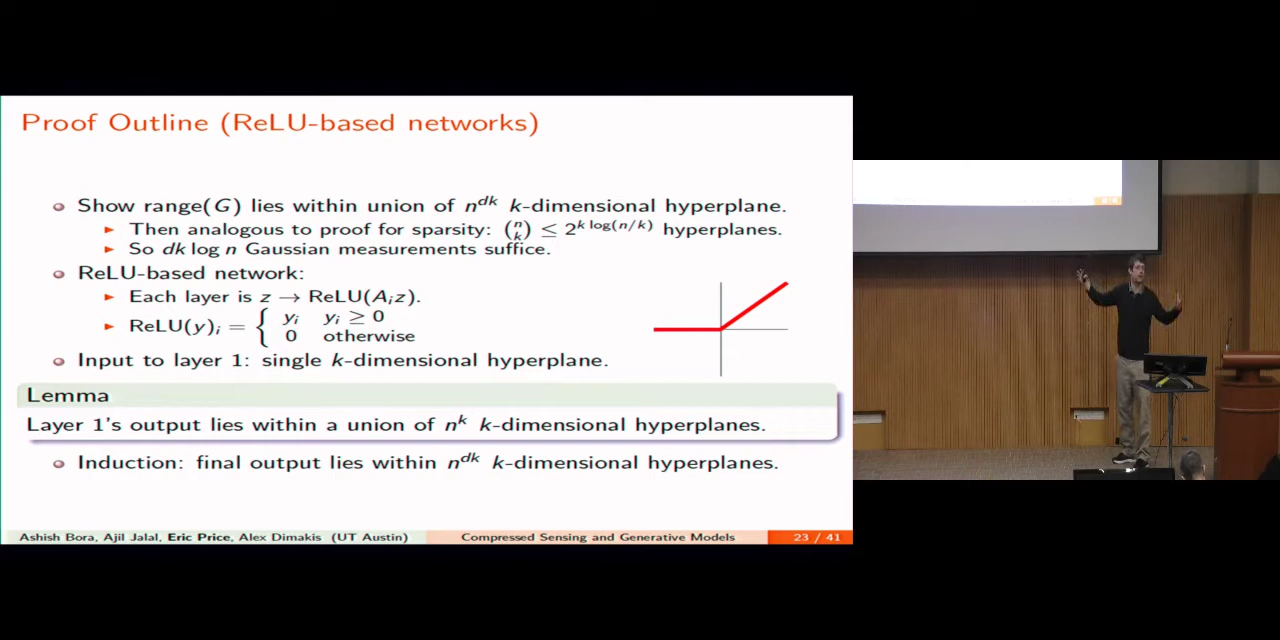 Proof Outline (ReLU-based networks)
Show range(G) lies within union of n^{dk} k-dimensional hyperplane.
Then analogous to proof for sparsity: \binom{n}{k} ≤ 2^{k log(n/k)} hyperplanes.
So dk log n Gaussian measurements suffice.
ReLU-based network:
Each layer is z → ReLU(A_i z).
ReLU(y)_i = { y_i   y_i ≥ 0
0   otherwise
Input to layer 1: single k-dimensional hyperplane.
Lemma
Layer 1's output lies within a union of n^k k-dimensional hyperplanes.
Induction: final output lies within n^{dk} k-dimensional hyperplanes.
Ashish Bora, Ajil Jalal, Eric Price, Alex Dimakis (UT Austin) Compressed Sensing and Generative Models 23 / 41